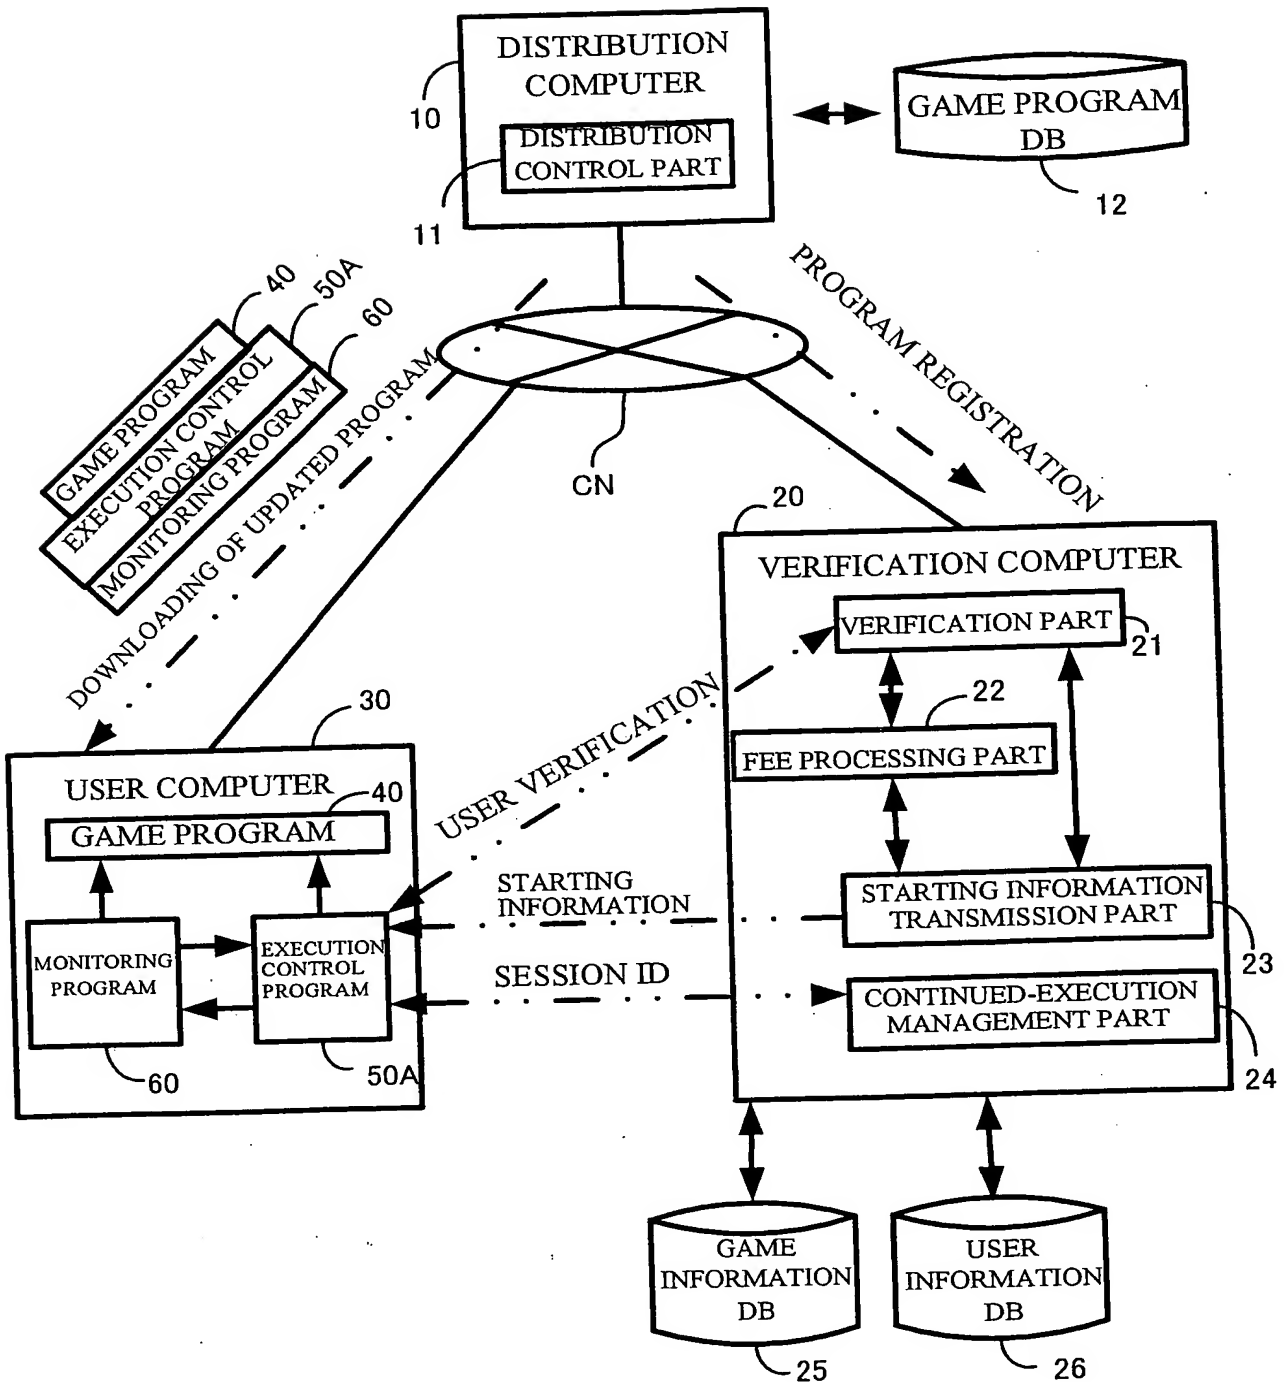 DISTRIBUTION
COMPUTER
10
DISTRIBUTION
CONTROL PART
11
GAME PROGRAM
DB
12
40
50A
60
GAME PROGRAM
EXECUTION CONTROL
PROGRAM
MONITORING PROGRAM
DOWNLOADING OF UPDATED PROGRAM
PROGRAM REGISTRATION
CN
20
VERIFICATION COMPUTER
VERIFICATION PART
21
22
FEE PROCESSING PART
STARTING INFORMATION
TRANSMISSION PART
23
CONTINUED-EXECUTION
MANAGEMENT PART
24
30
USER COMPUTER
40
GAME PROGRAM
MONITORING
PROGRAM
60
EXECUTION
CONTROL
PROGRAM
50A
USER VERIFICATION
STARTING
INFORMATION
SESSION ID
GAME
INFORMATION
DB
25
USER
INFORMATION
DB
26